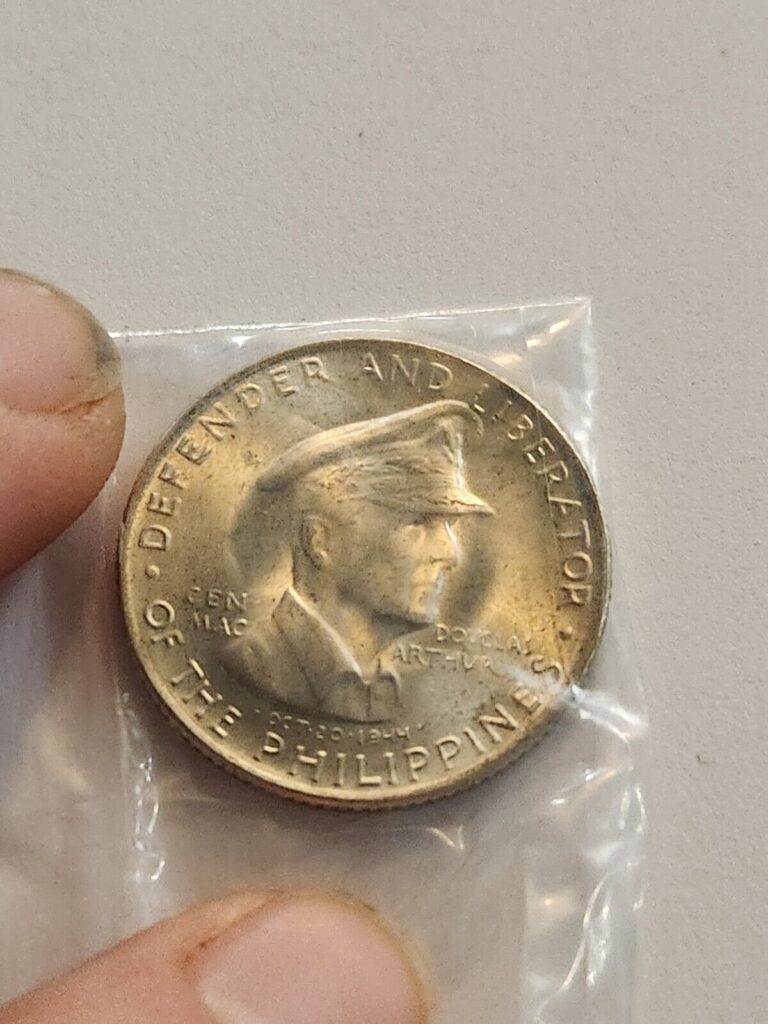 • DEFENDER AND LIBERATOR •
OF THE PHILIPPINES
GEN DOUGLAS
MAC ARTHUR
• OCT•20•1944 •